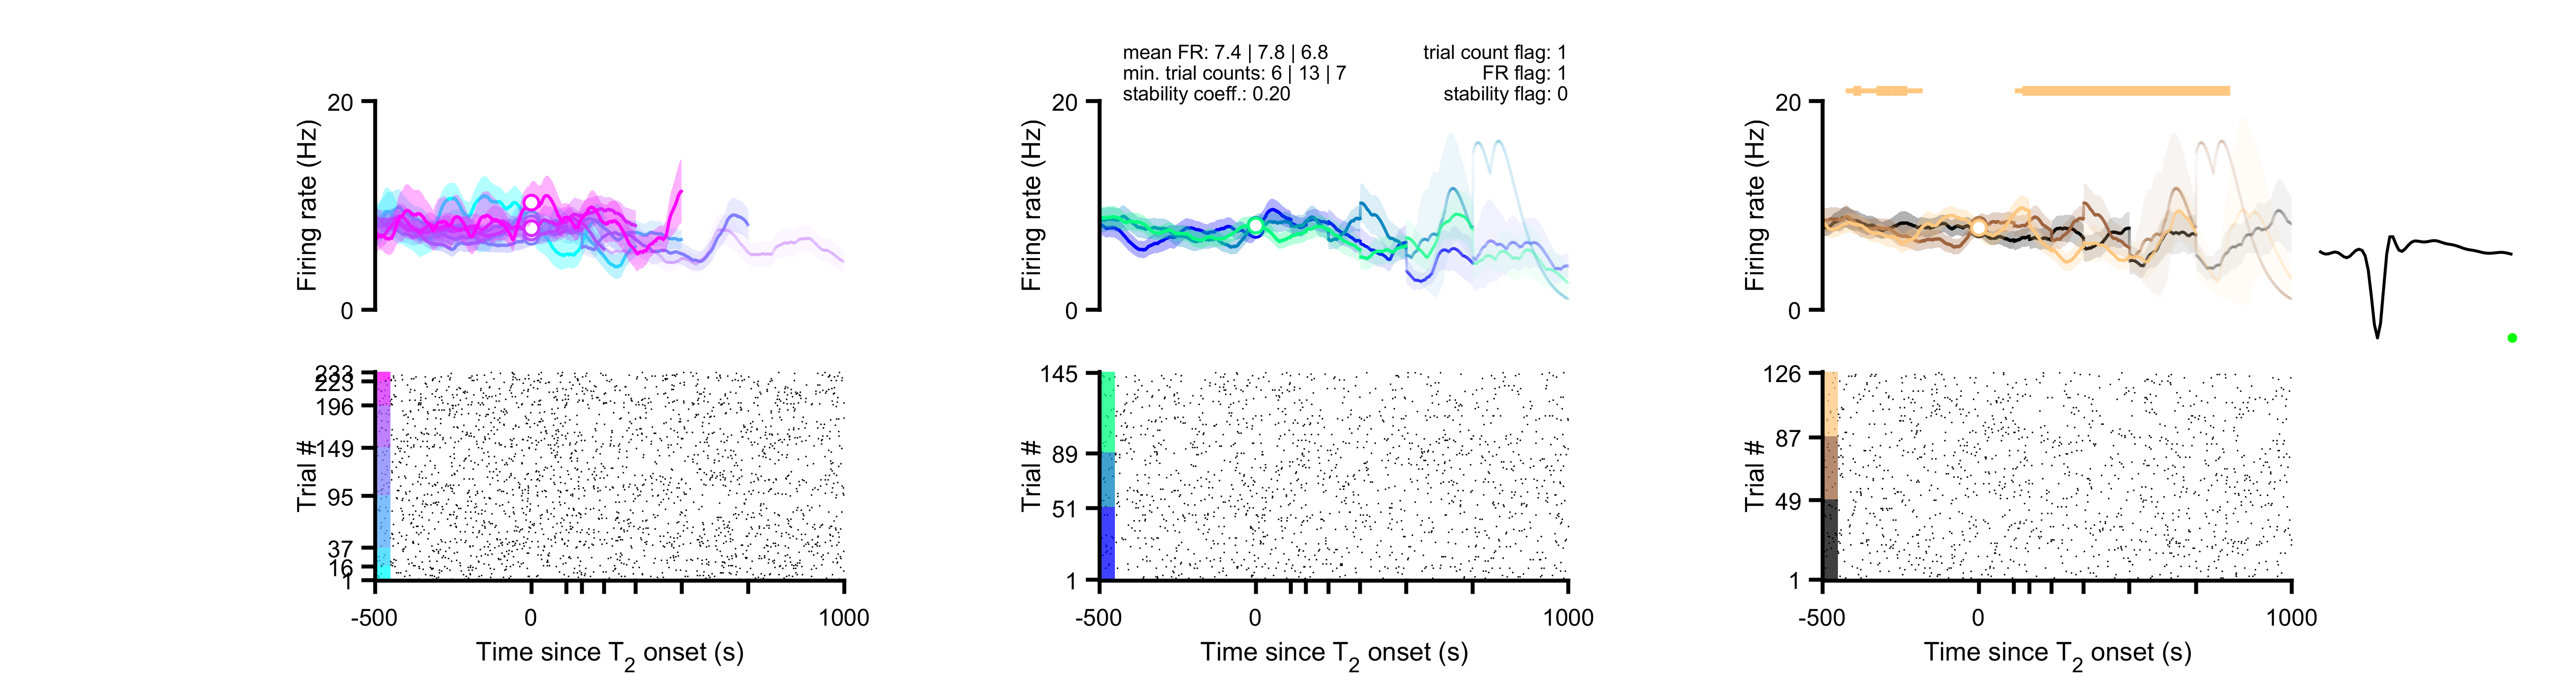 mean FR: 7.4 | 7.8 | 6.8
min. trial counts: 6 | 13 | 7
stability coeff.: 0.20
trial count flag: 1
FR flag: 1
stability flag: 0
20
Firing rate (Hz)
0
20
Firing rate (Hz)
0
20
Firing rate (Hz)
0
233
223
196
149
95
37
16
1
Trial #
-500
0
1000
Time since T2 onset (s)
145
89
51
1
Trial #
-500
0
1000
Time since T2 onset (s)
126
87
49
1
Trial #
-500
0
1000
Time since T2 onset (s)